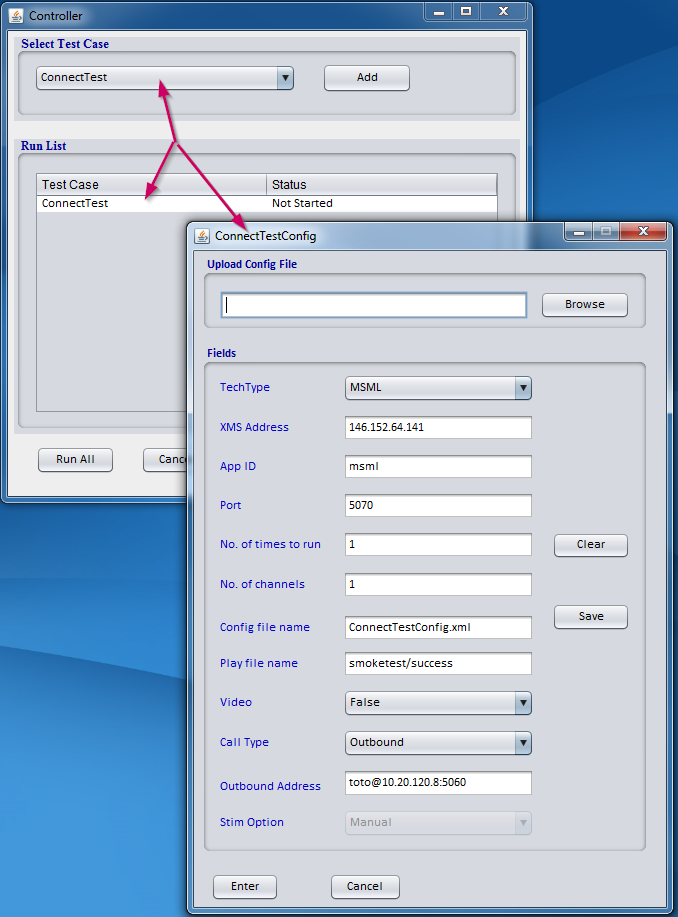 Controller
Select Test Case
ConnectTest
Add
Run List
Test Case Status
ConnectTest Not Started
Run All
ConnectTestConfig
Upload Config File
Browse
Fields
TechType MSML
XMS Address 146.152.64.141
App ID msml
Port 5070
No. of times to run 1 Clear
No. of channels 1
Save
Config file name ConnectTestConfig.xml
Play file name smoketest/success
Video False
Call Type Outbound
Outbound Address toto@10.20.120.8:5060
Stim Option Manual
Enter Cancel